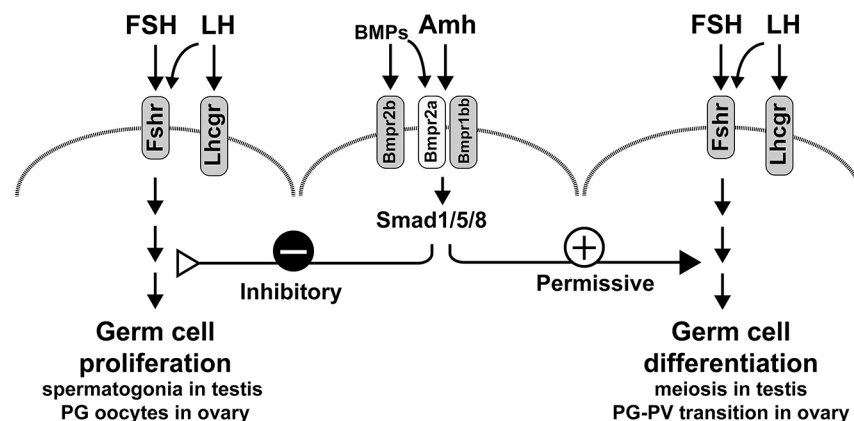 FSH LH BMPs Amh FSH LH
Fshr Lhcgr Bmpr2b Bmpr2a Bmpr1bb Fshr Lhcgr
Smad1/5/8
− +
Inhibitory Permissive
Germ cell
proliferation
spermatogonia in testis
PG oocytes in ovary
Germ cell
differentiation
meiosis in testis
PG-PV transition in ovary